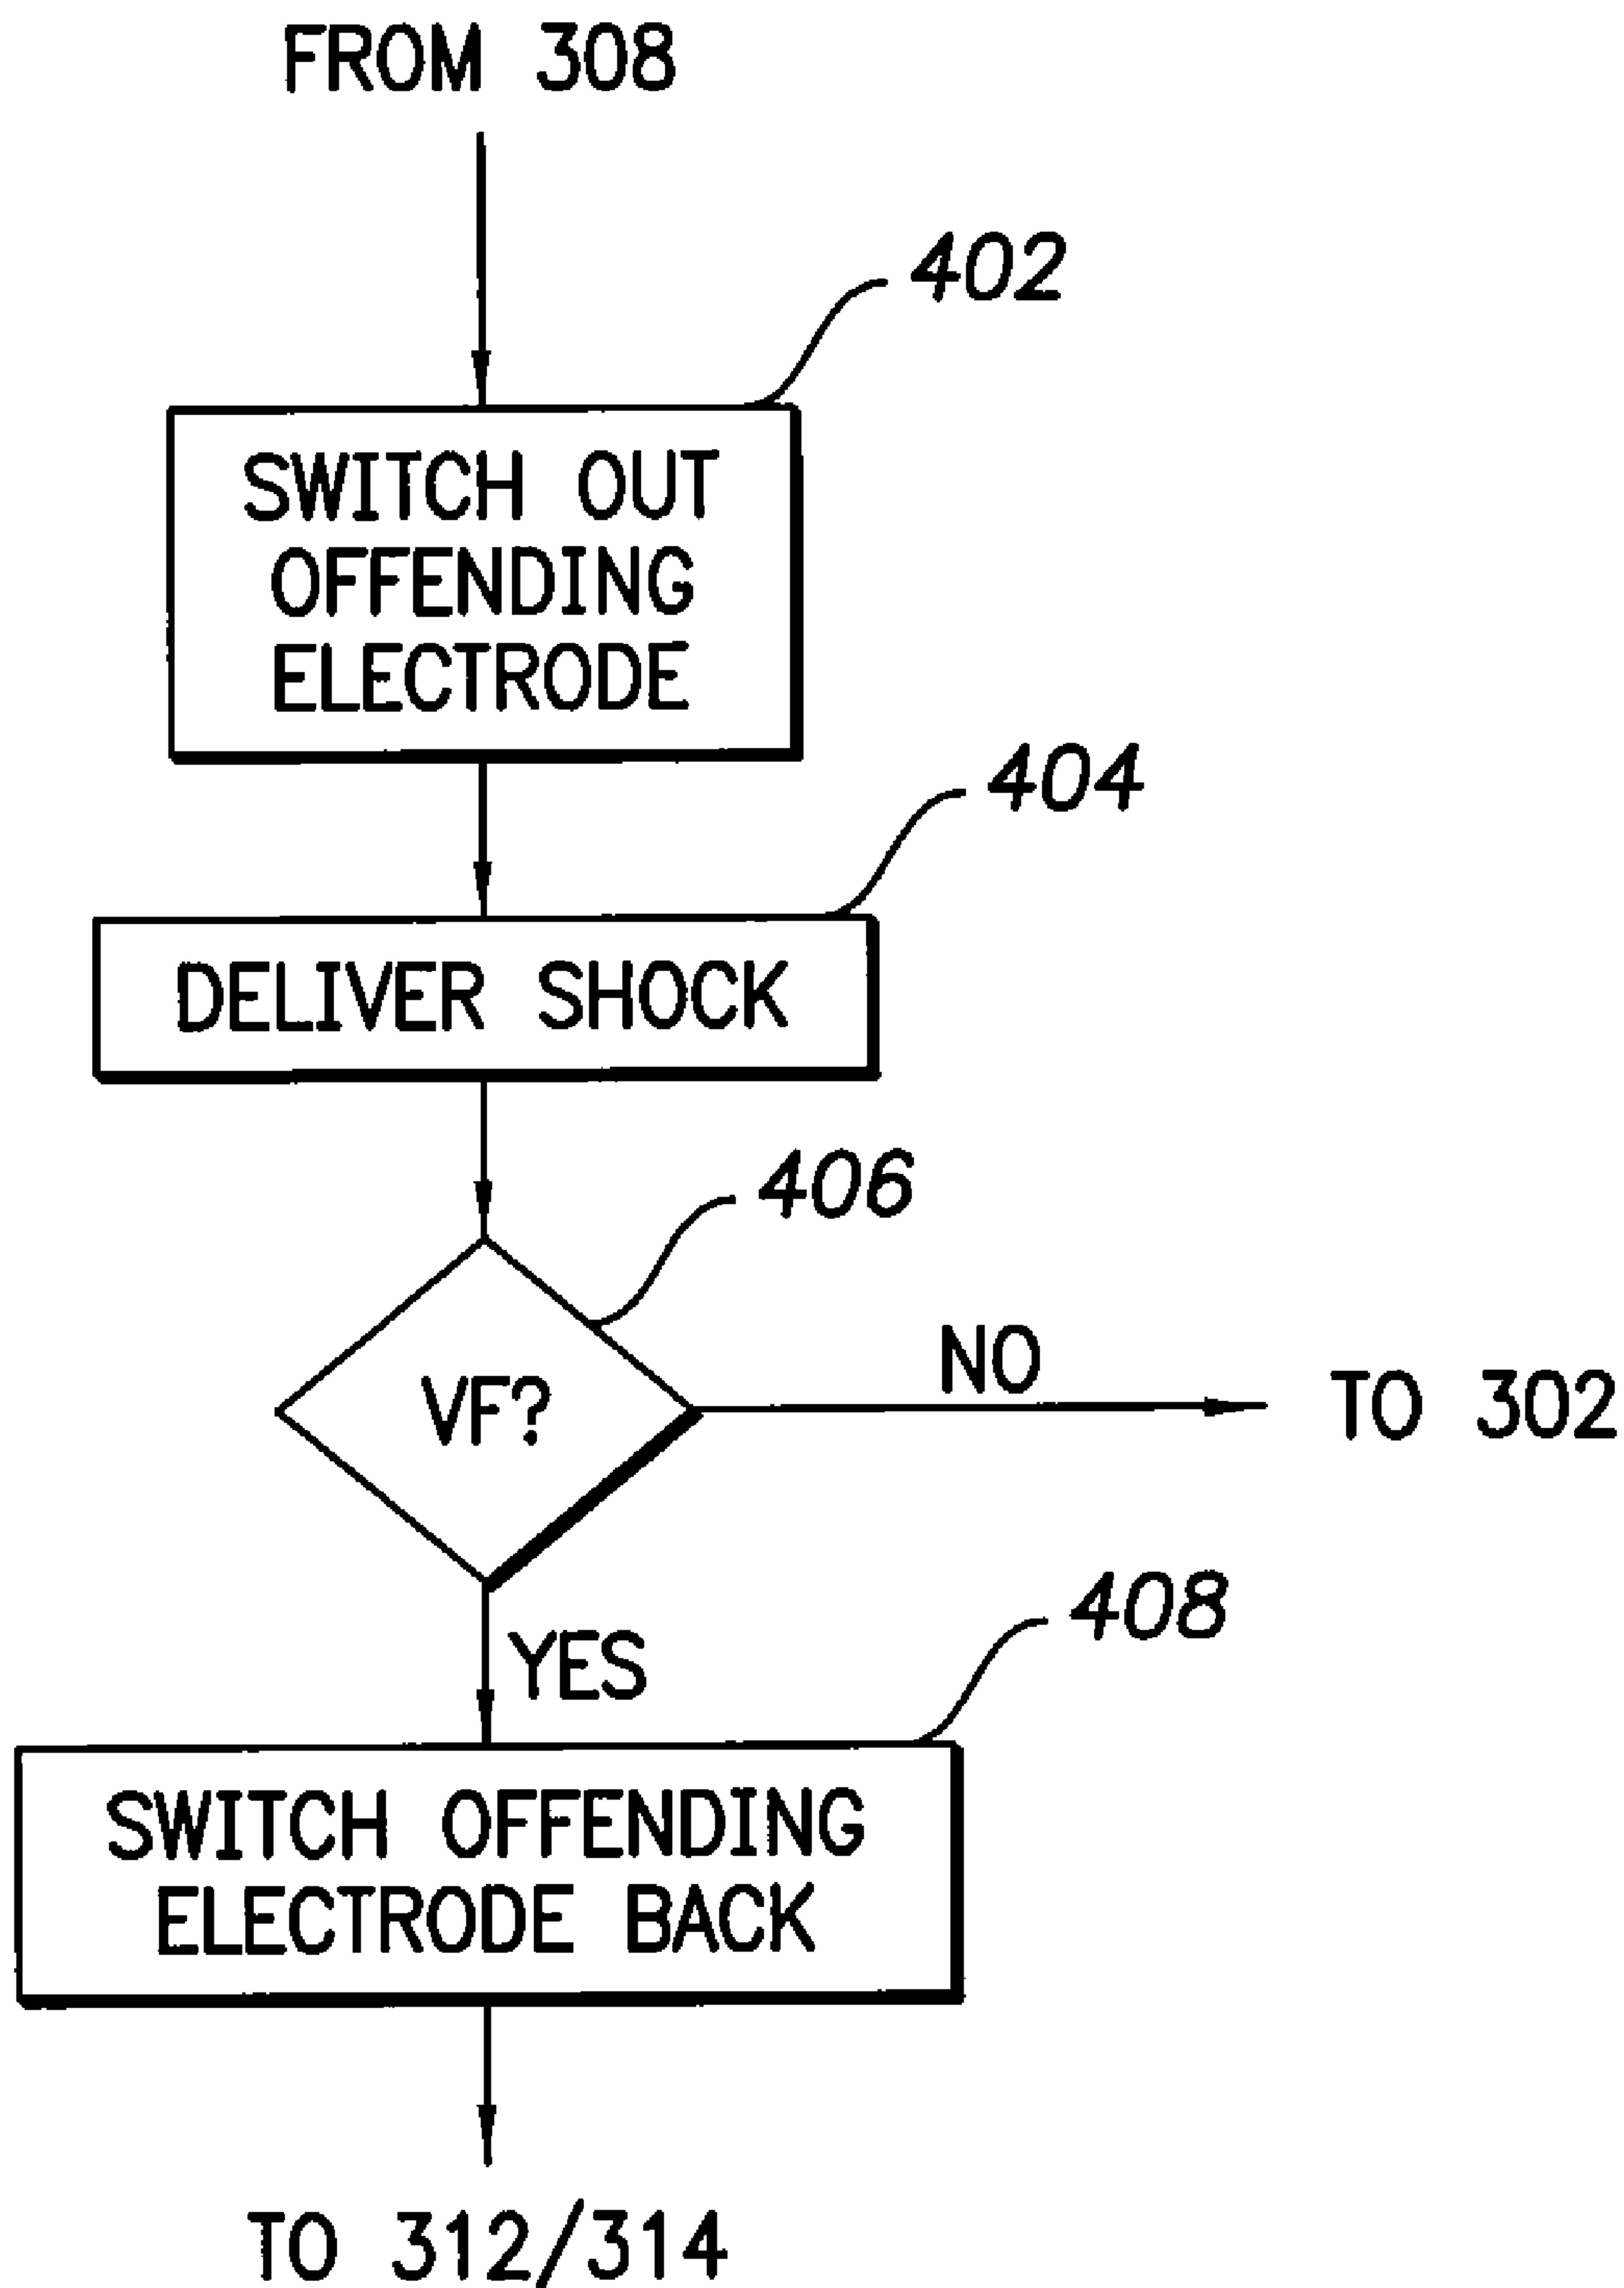 FROM 308
402
SWITCH OUT
OFFENDING
ELECTRODE
404
DELIVER SHOCK
406
VF?
NO
TO 302
YES
408
SWITCH OFFENDING
ELECTRODE BACK
TO 312/314